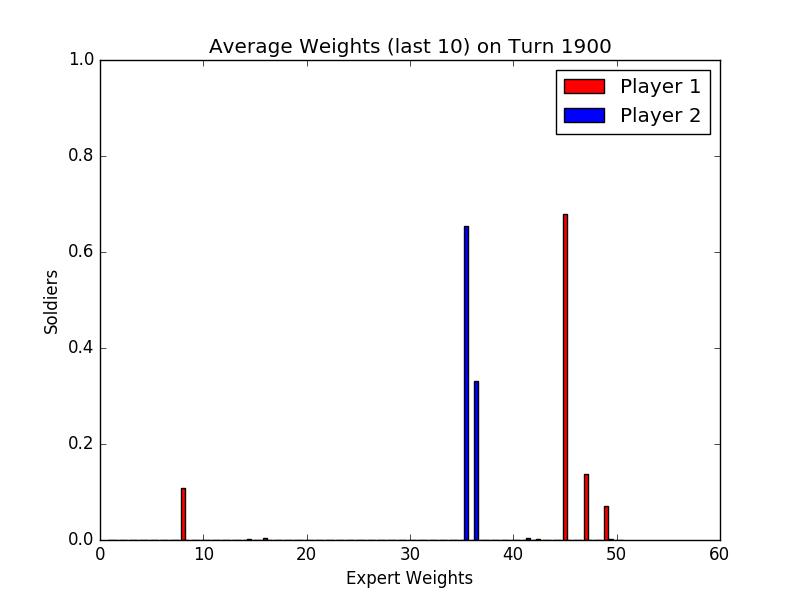 Average Weights (last 10) on Turn 1900
1.0
Player 1
Player 2
0.8
0.6
Soldiers
0.4
0.2
0.0
0 10 20 30 40 50 60
Expert Weights